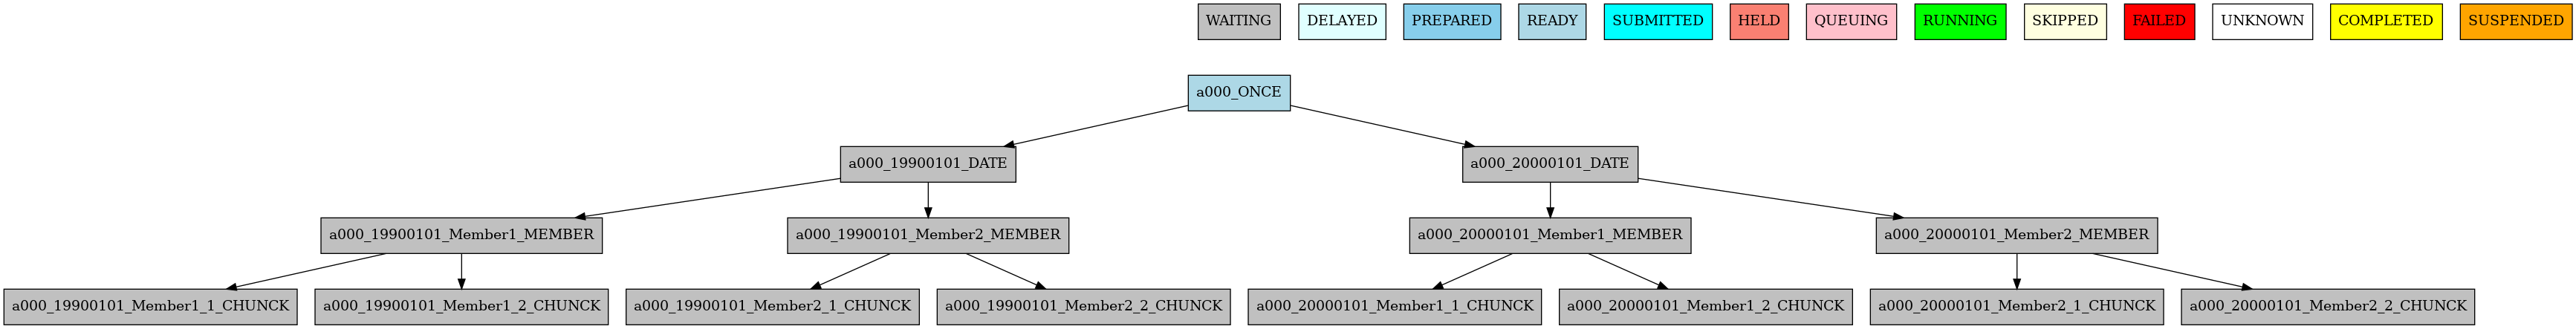 WAITING DELAYED PREPARED READY SUBMITTED HELD QUEUING RUNNING SKIPPED FAILED UNKNOWN COMPLETED SUSPENDED
a000_ONCE
a000_19900101_DATE a000_20000101_DATE
a000_19900101_Member1_MEMBER a000_19900101_Member2_MEMBER a000_20000101_Member1_MEMBER a000_20000101_Member2_MEMBER
a000_19900101_Member1_1_CHUNCK a000_19900101_Member1_2_CHUNCK a000_19900101_Member2_1_CHUNCK a000_19900101_Member2_2_CHUNCK a000_20000101_Member1_1_CHUNCK a000_20000101_Member1_2_CHUNCK a000_20000101_Member2_1_CHUNCK a000_20000101_Member2_2_CHUNCK